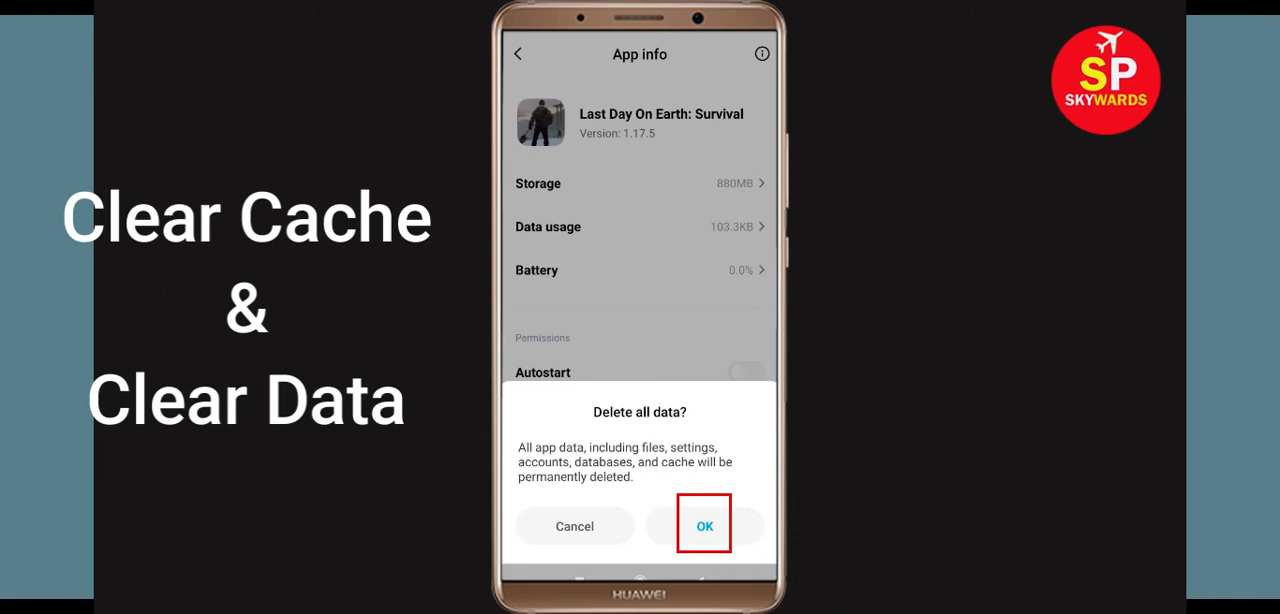 Clear Cache
&
Clear Data
App info
Last Day On Earth: Survival
Version: 1.17.5
Storage 880MB
Data usage 103.3KB
Battery 0.0%
Permissions
Autostart
Delete all data?
All app data, including files, settings,
accounts, databases, and cache will be
permanently deleted.
Cancel OK
HUAWEI
SP
SKYWARDS